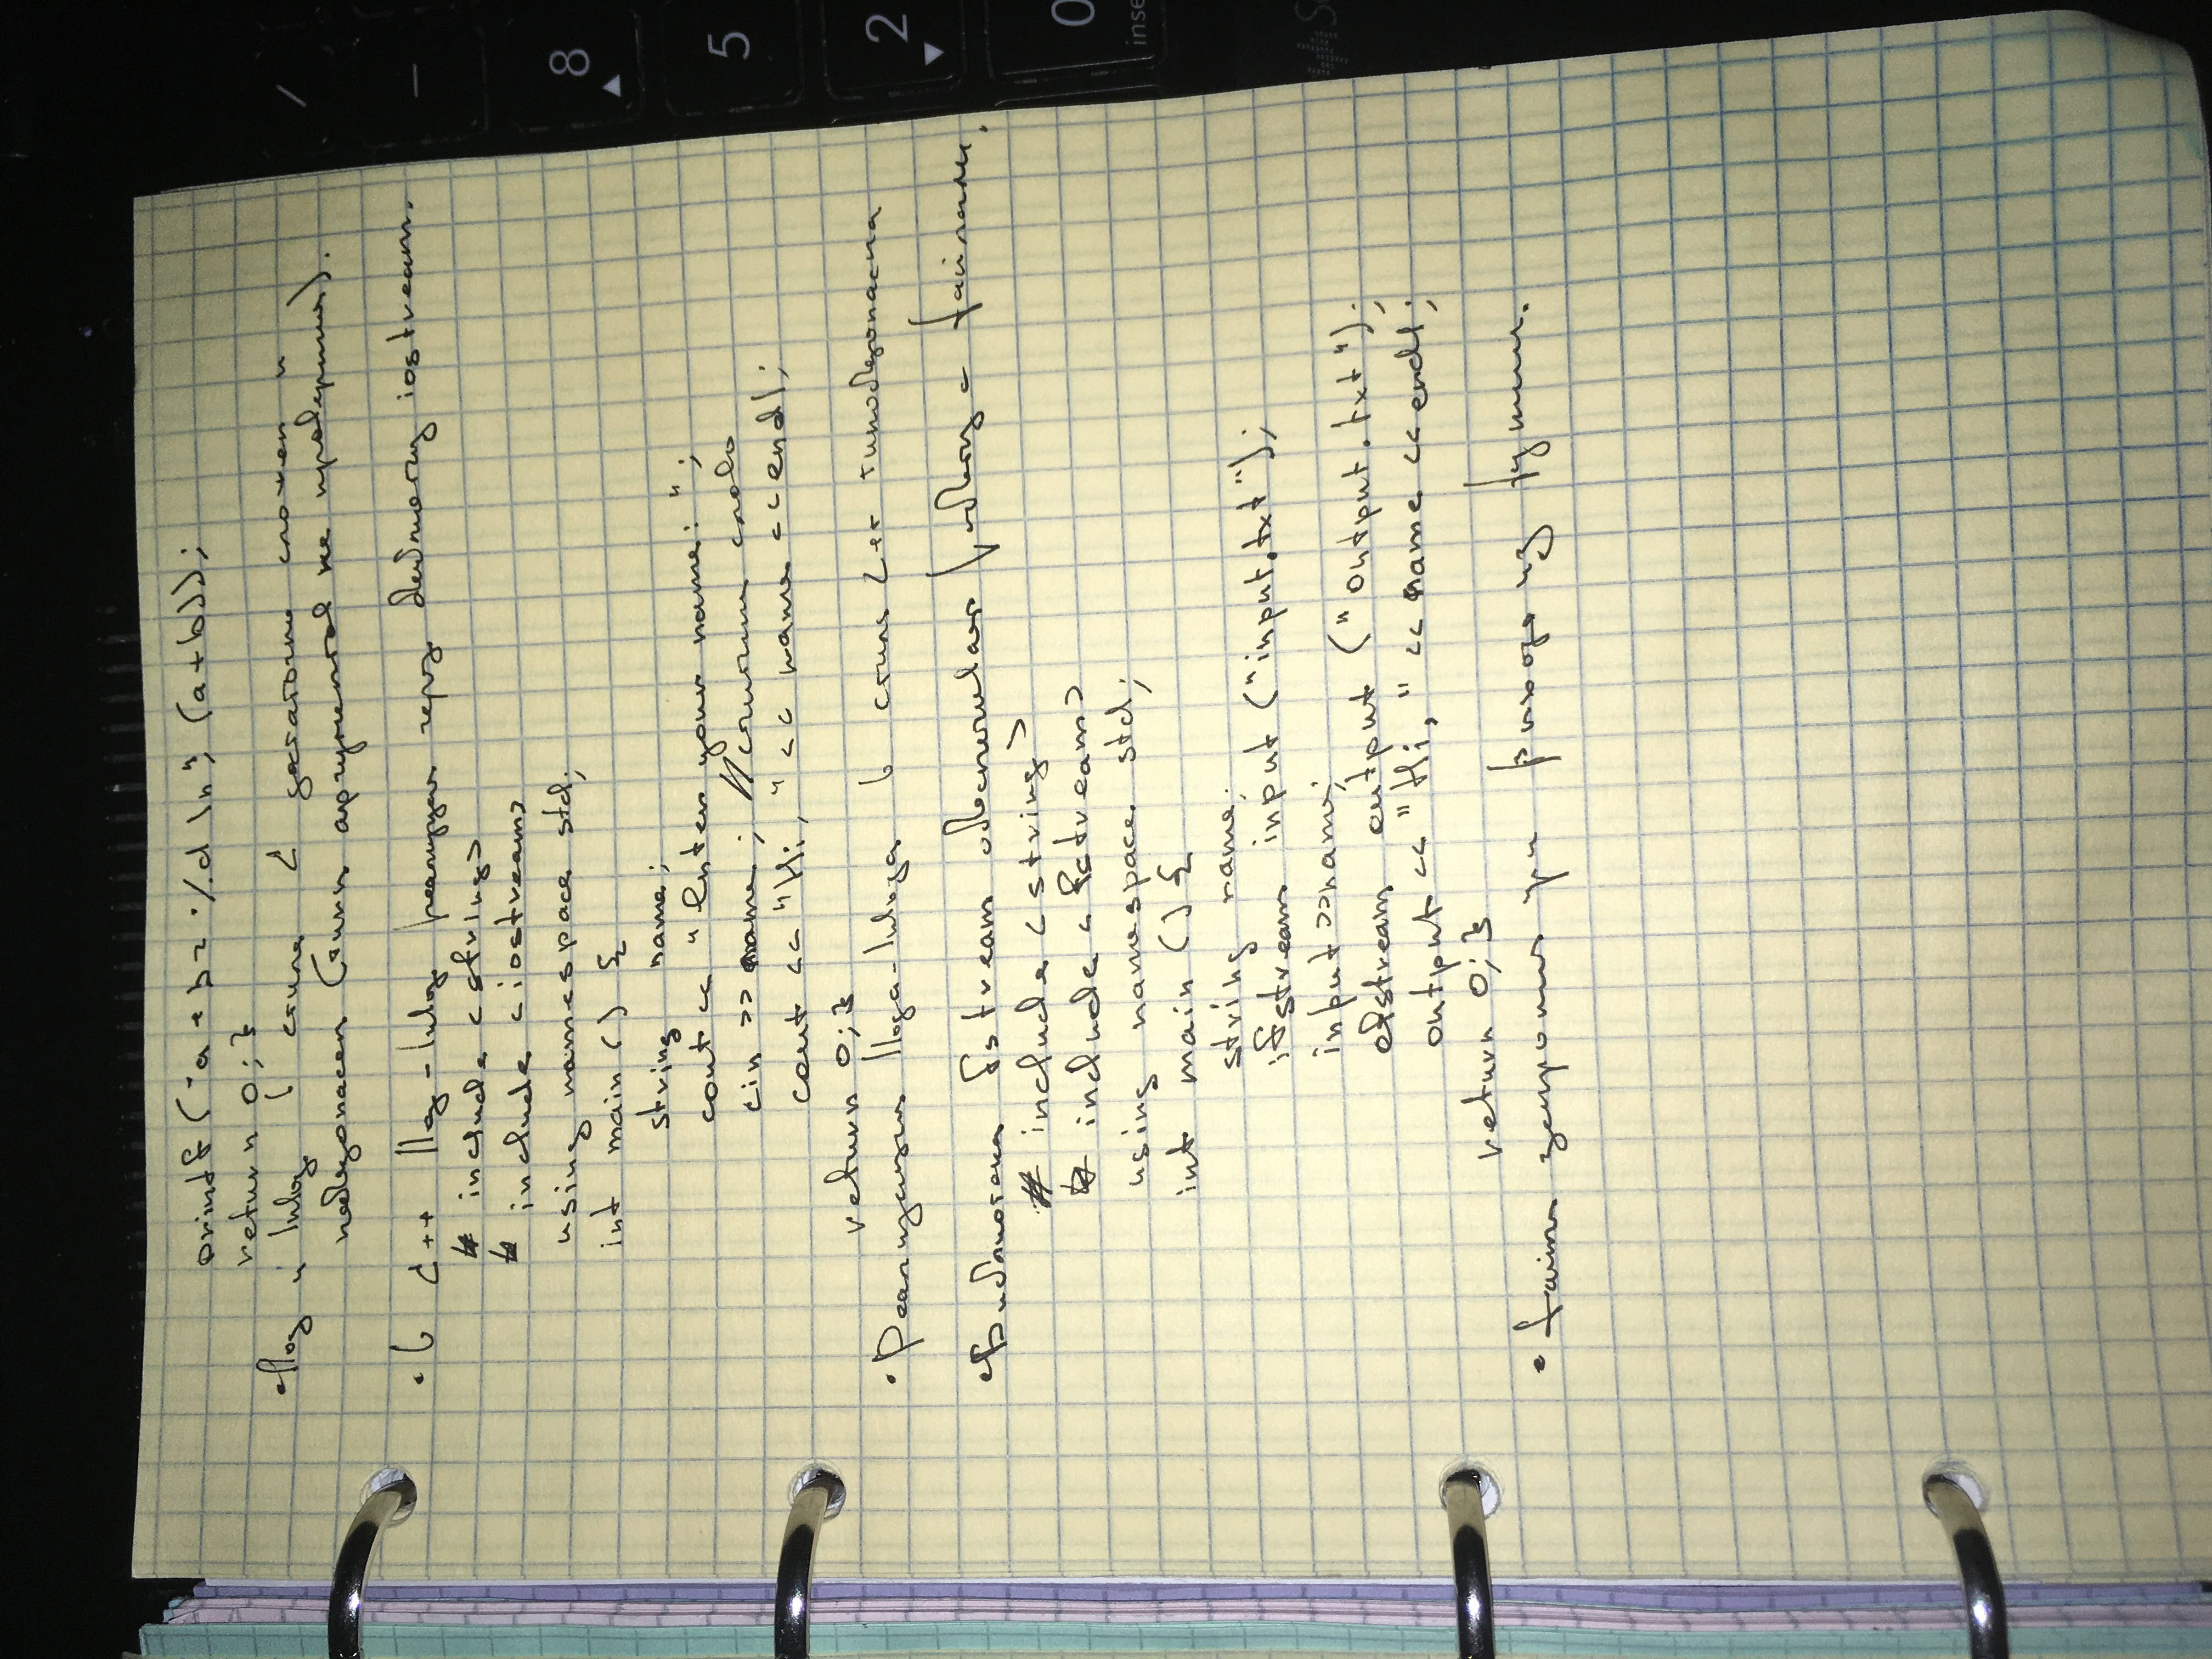 printf ("a + b = %d \n", (a+b));
return 0; }
• Ввод и вывод в стиле C достаточно сложен и
небезопасен (типы аргументов не проверяются).
• В C++ Ввод-вывод реализуется через библиотеку iostream.
# include <string>
# include <iostream>
using namespace std;
int main () {
string name;
cout << "Enter your name: ";
cin >> name; // считали слово
cout << "Hi, " << name << endl;
return 0; }
• Реализация Ввода-вывода в стиле C++ типобезопасна
• Библиотека fstream обеспечивает работу с файлами.
# include <string>
# include <fstream>
using namespace std;
int main () {
string name;
ifstream input ("input.txt");
input >> name;
ofstream output ("output.txt");
output << "Hi, " << name << endl;
return 0; }
• Файлы закроются при выходе из функции.
8
5
2
0
inse